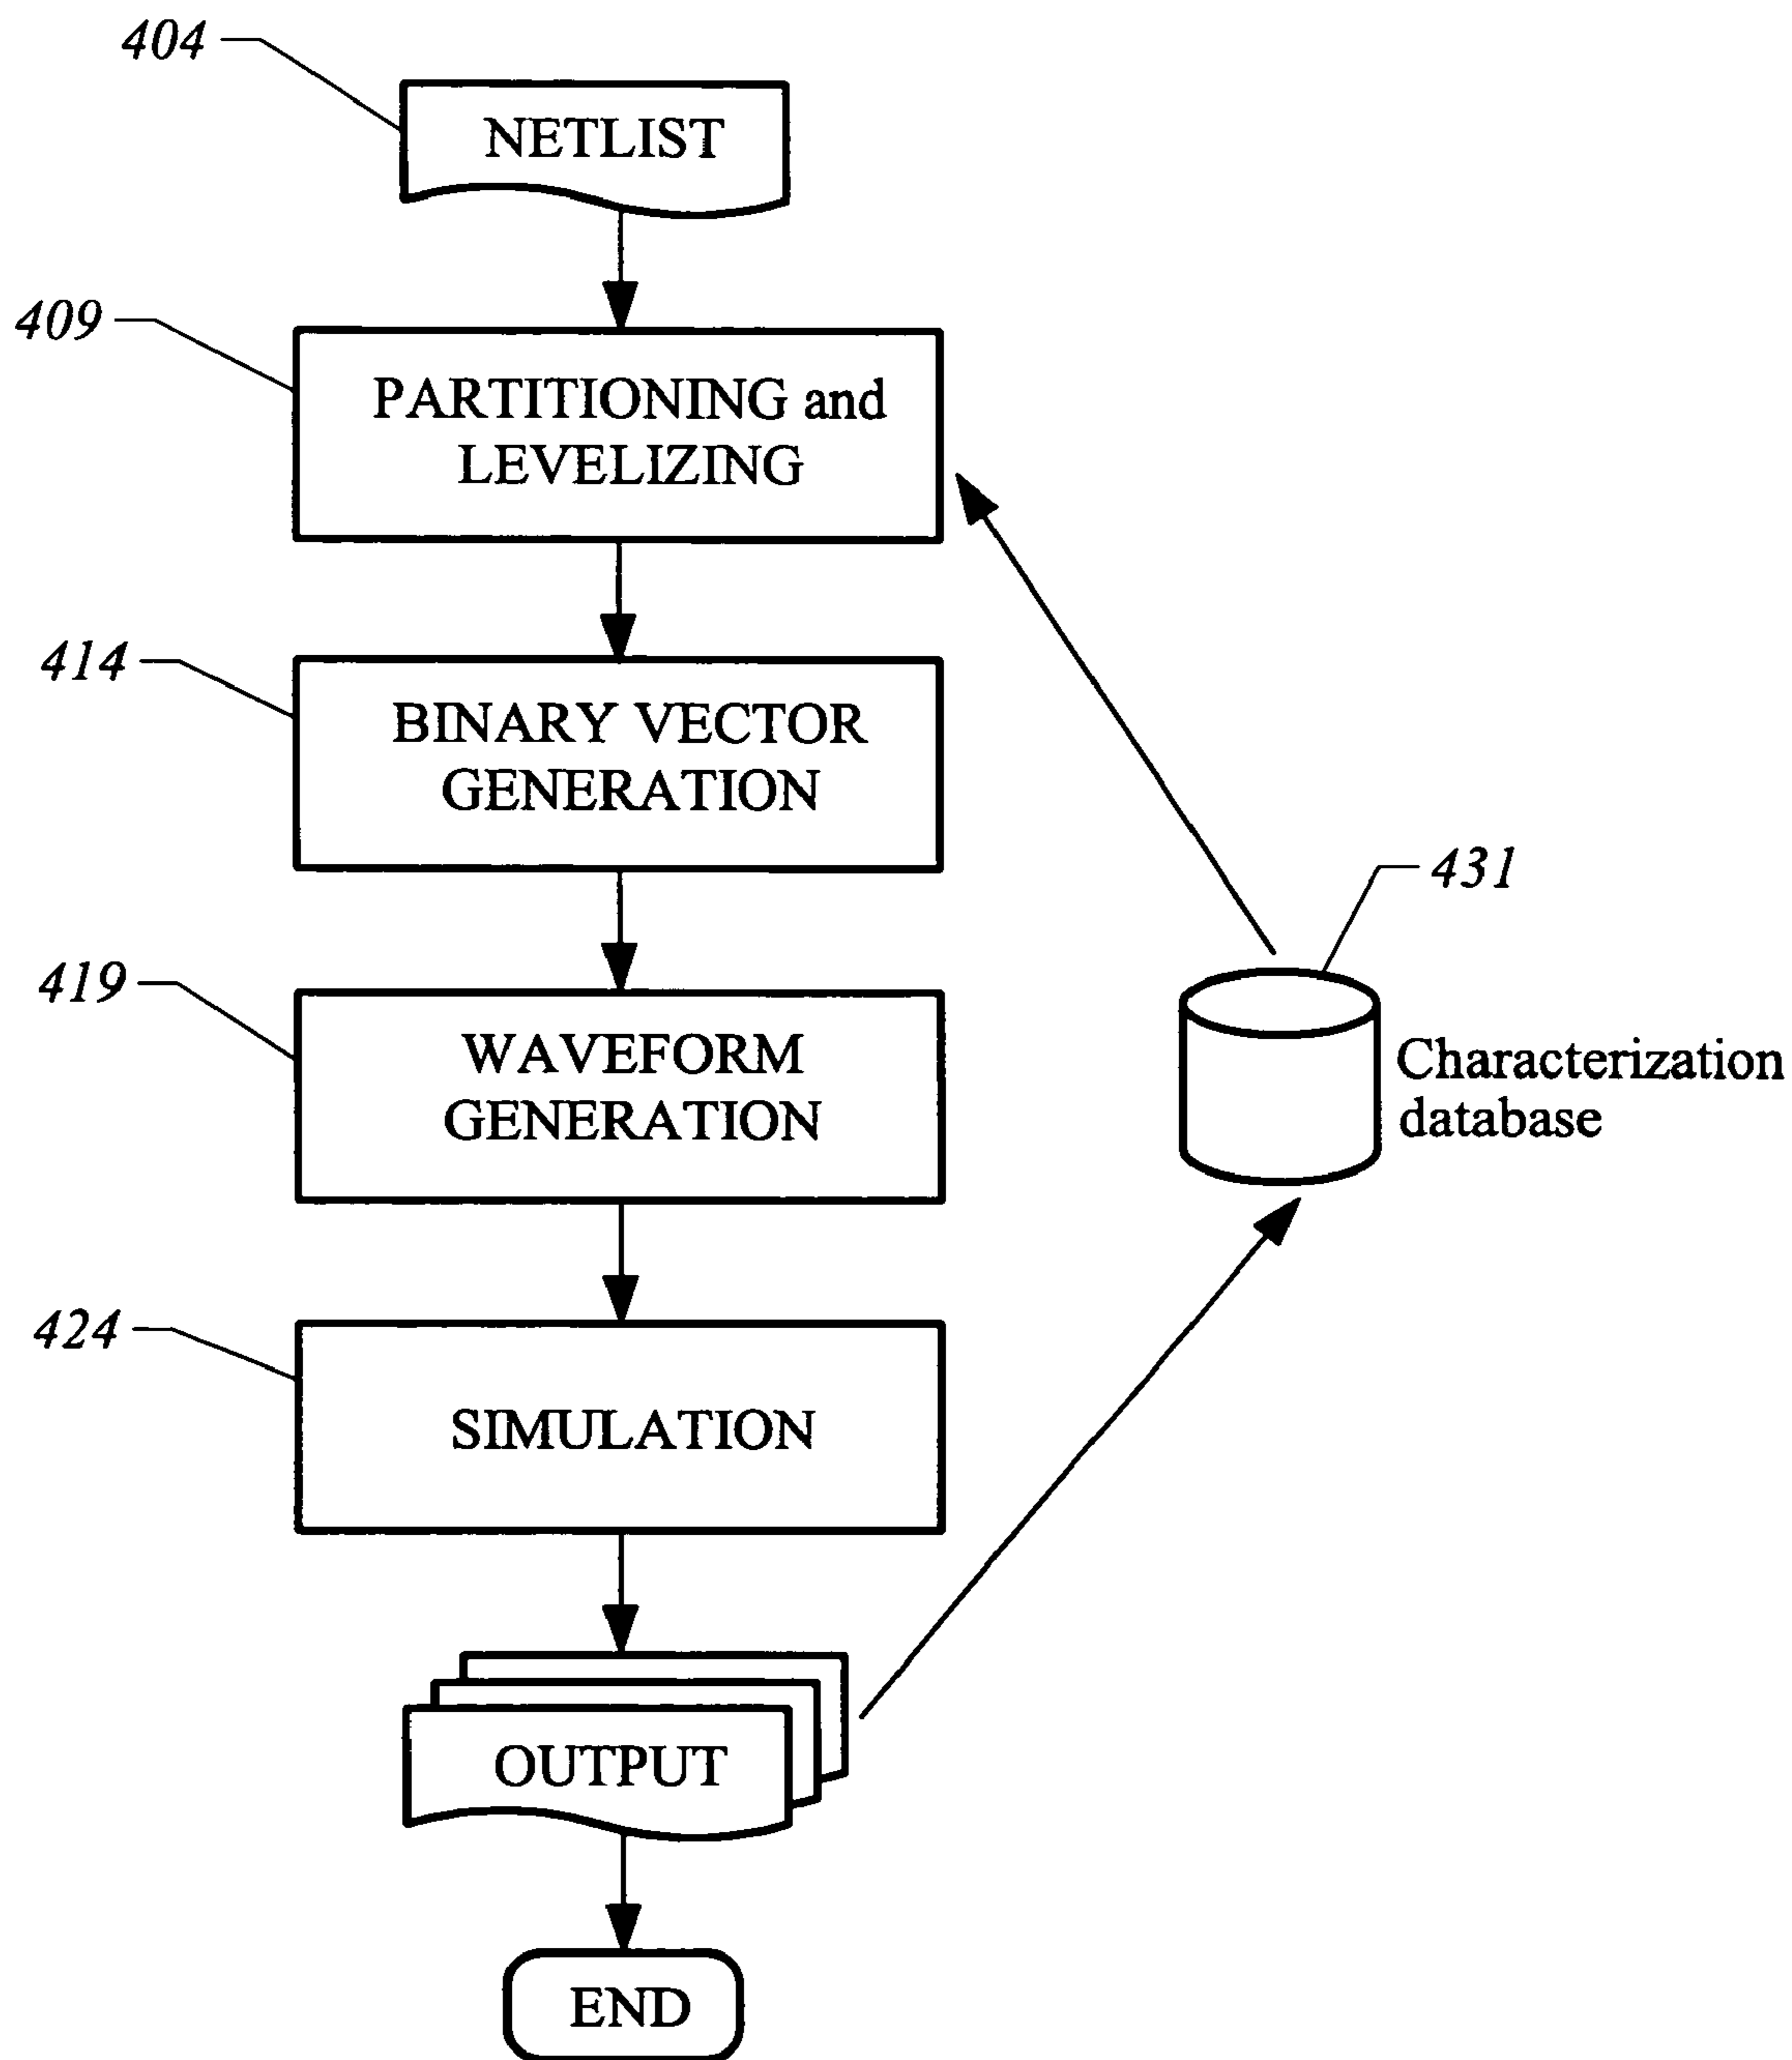 404
NETLIST
409
PARTITIONING and
LEVELIZING
414
BINARY VECTOR
GENERATION
431
419
WAVEFORM
GENERATION
Characterization
database
424
SIMULATION
OUTPUT
END